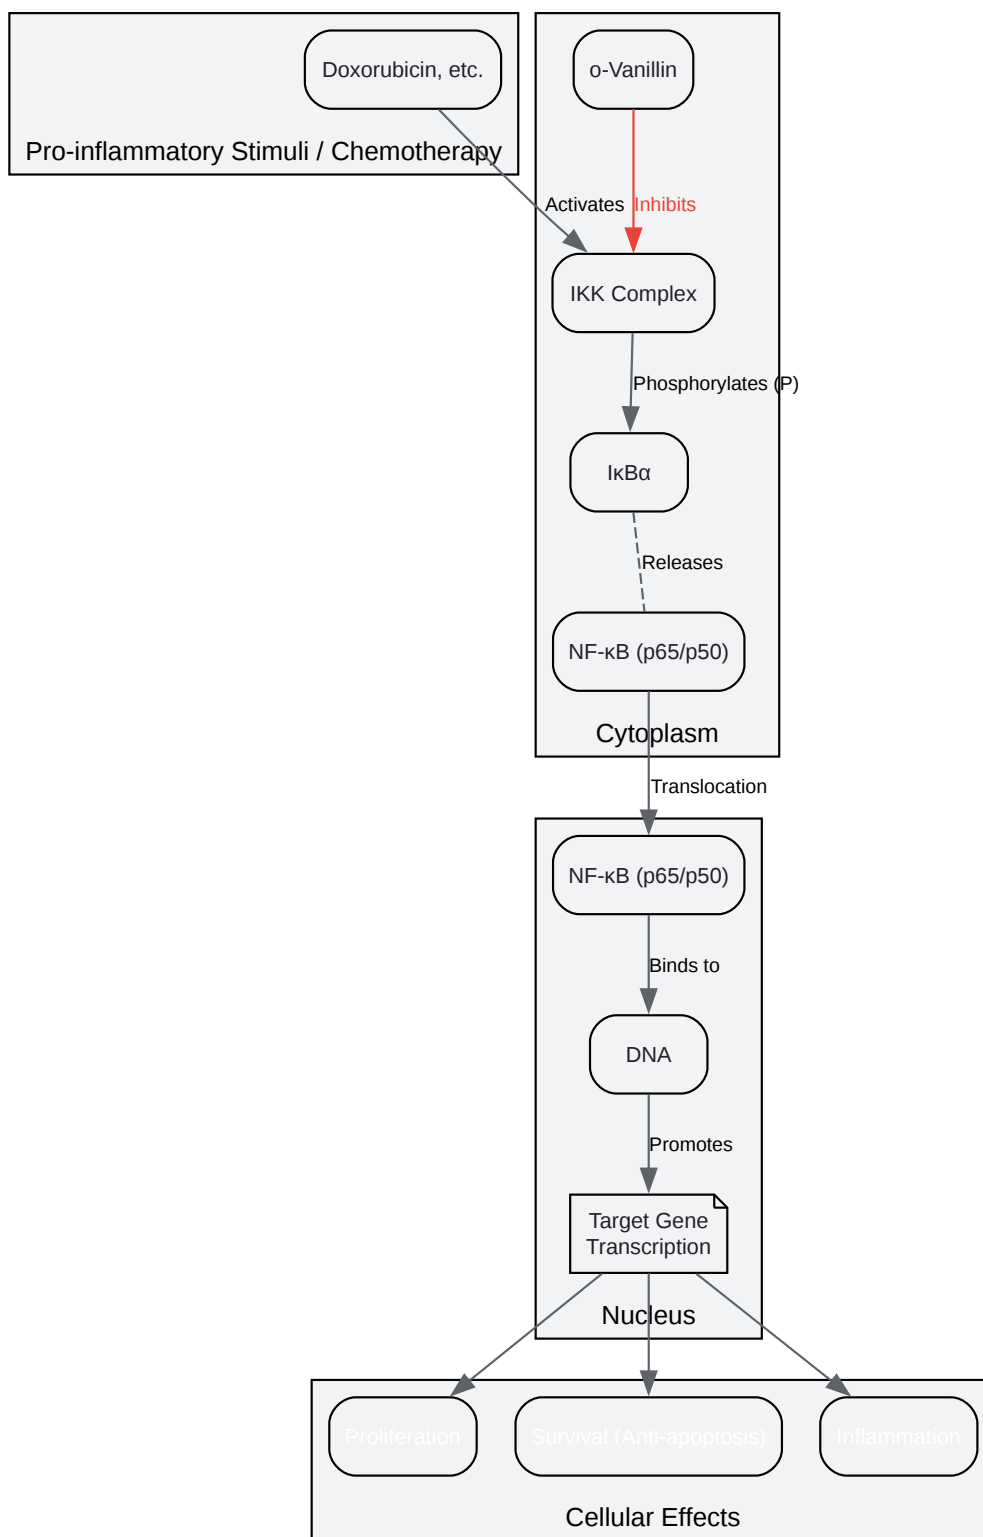 Doxorubicin, etc.
o-Vanillin
Pro-inflammatory Stimuli / Chemotherapy
Activates
Inhibits
IKK Complex
Phosphorylates (P)
IκBα
Releases
NF-κB (p65/p50)
Cytoplasm
Translocation
NF-κB (p65/p50)
Binds to
DNA
Promotes
Target Gene
Transcription
Nucleus
Proliferation
Survival (Anti-apoptosis)
Inflammation
Cellular Effects